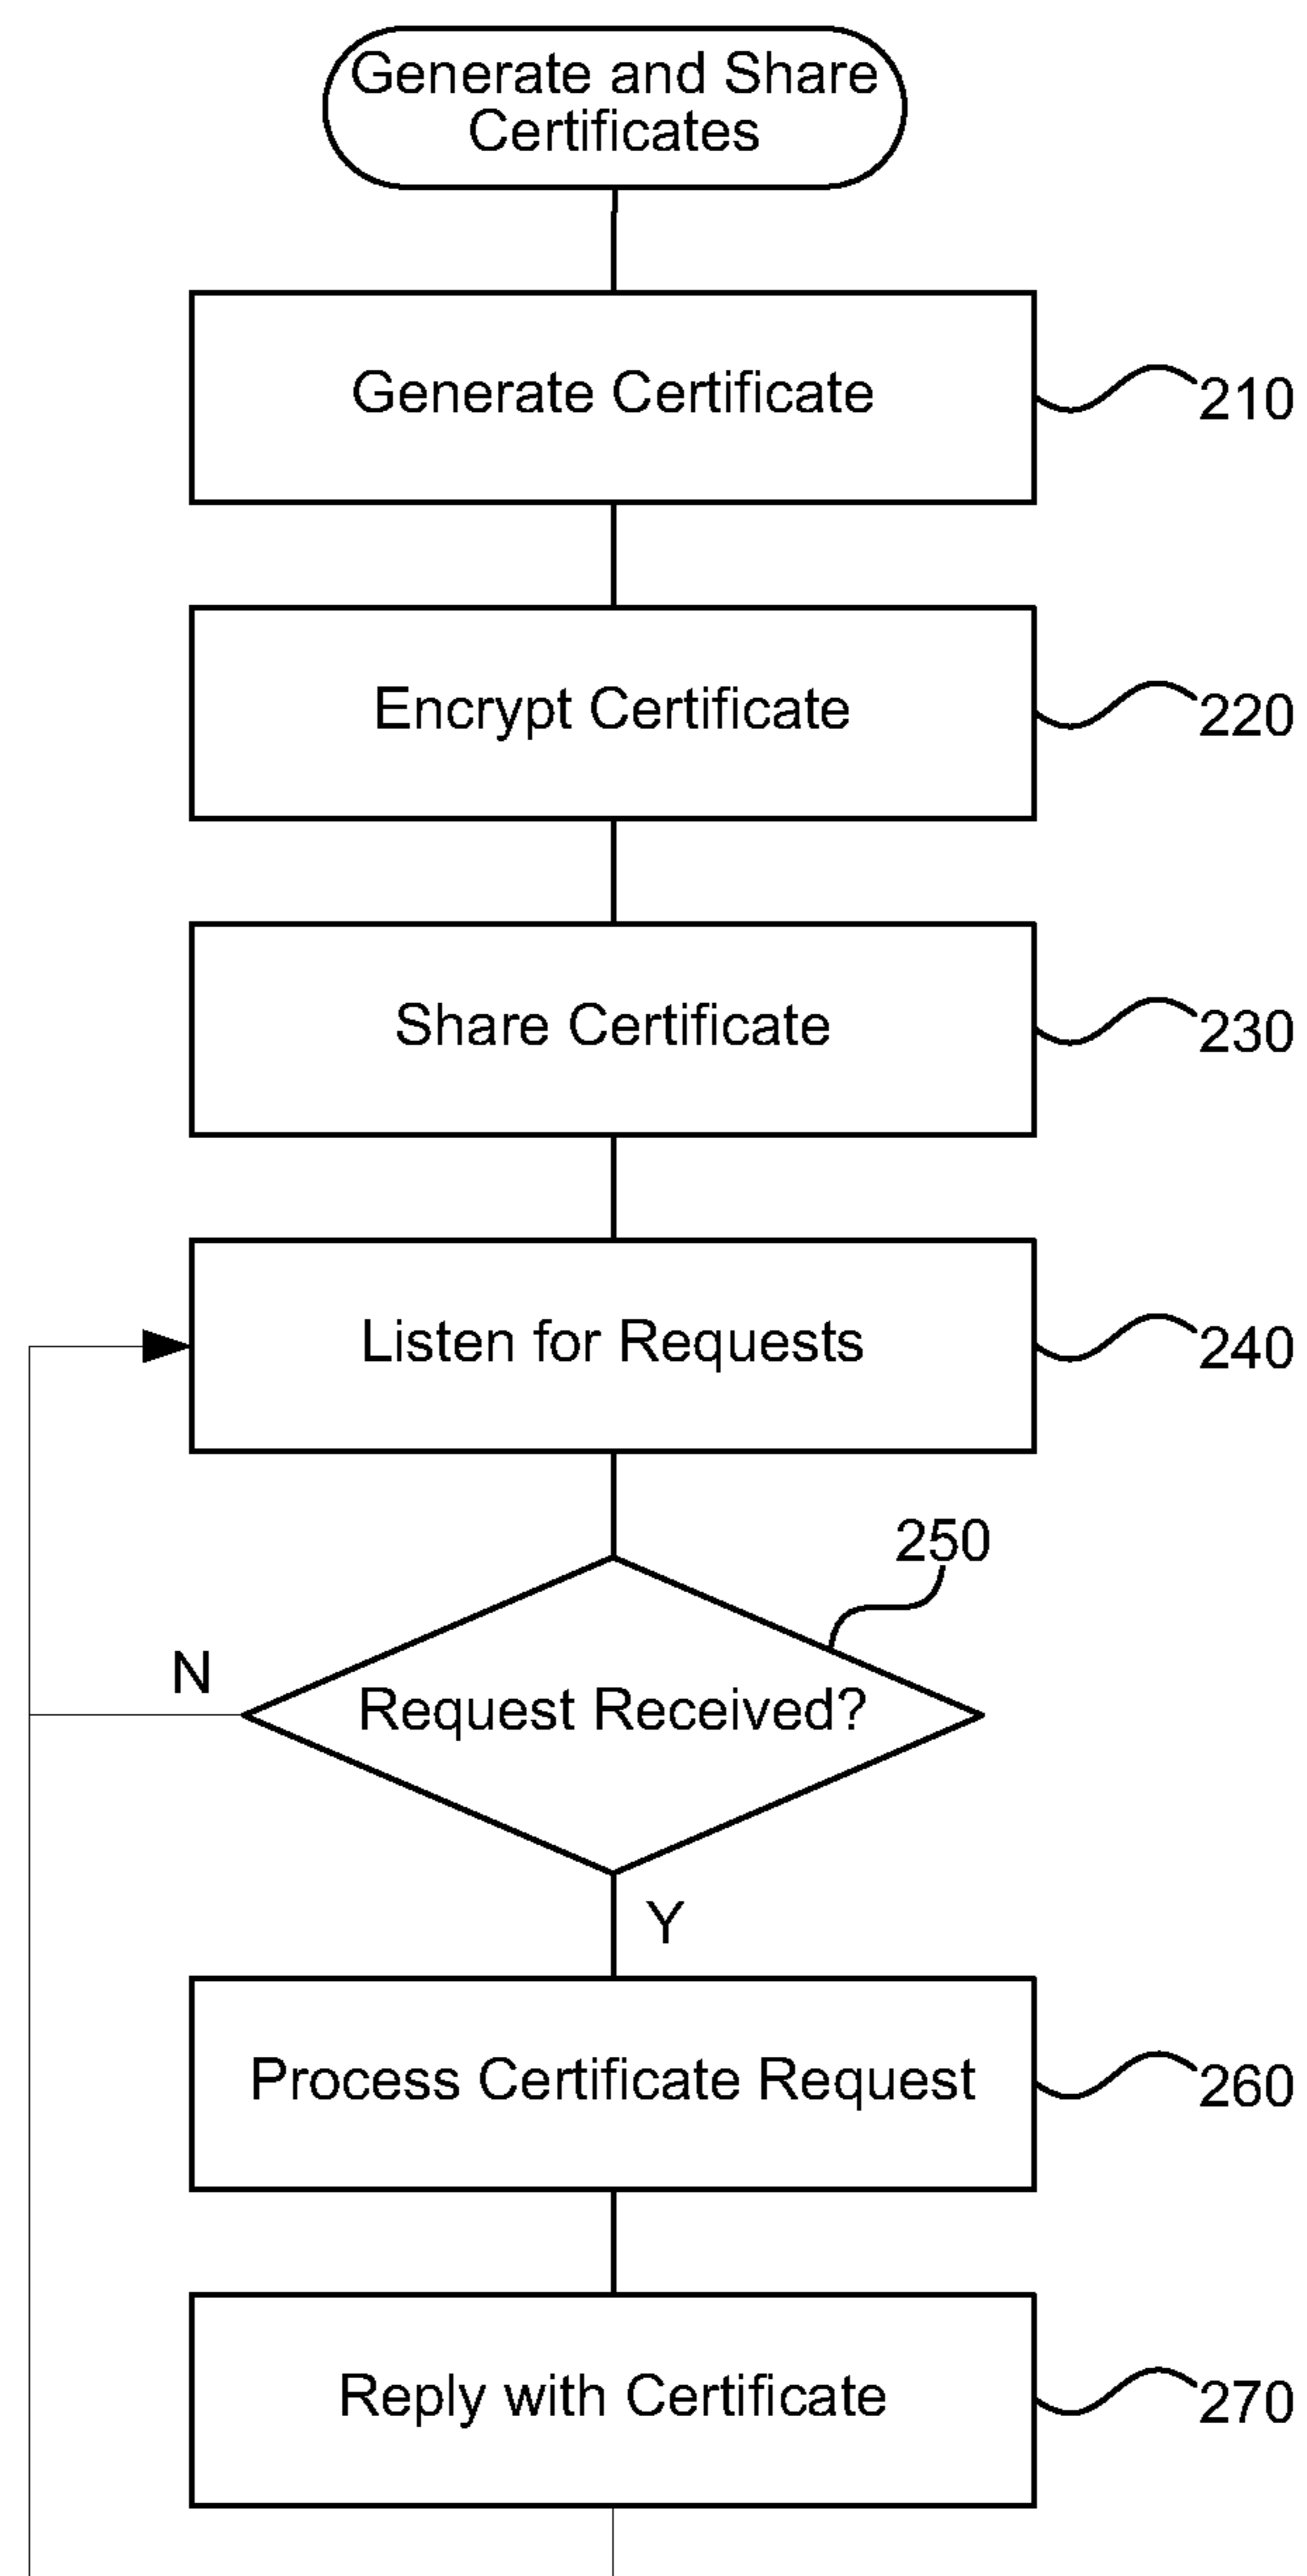 Generate and Share
Certificates
Generate Certificate
210
Encrypt Certificate
220
Share Certificate
230
Listen for Requests
240
250
N
Request Received?
Y
Process Certificate Request
260
Reply with Certificate
270